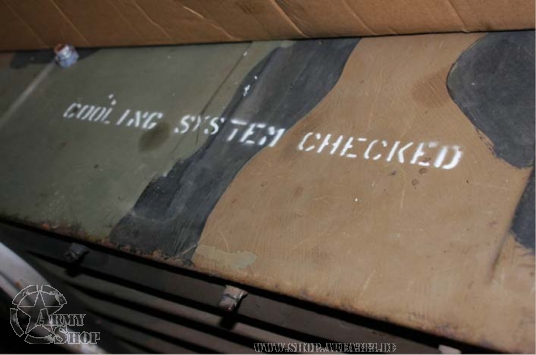 COOLING SYSTEM CHECKED
ARMY
SHOP